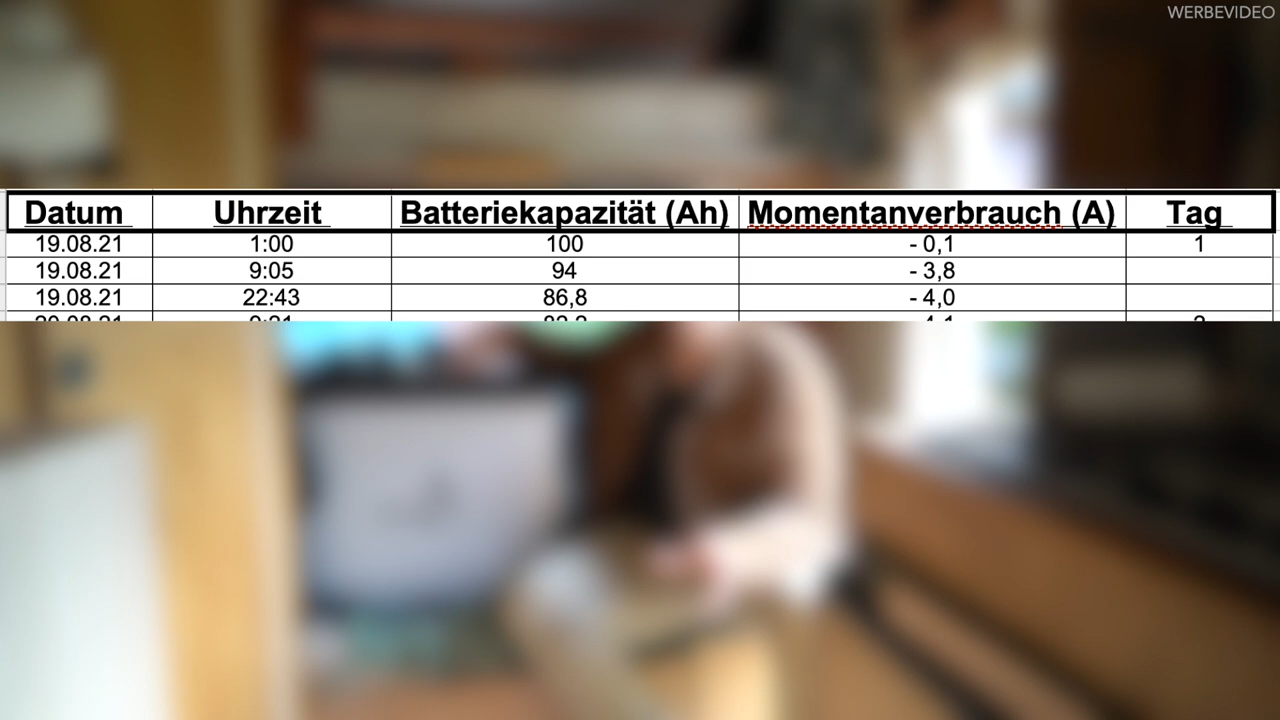 WERBEVIDEO
Datum Uhrzeit Batteriekapazität (Ah) Momentanverbrauch (A) Tag
19.08.21 1:00 100 - 0,1 1
19.08.21 9:05 94 - 3,8
19.08.21 22:43 86,8 - 4,0